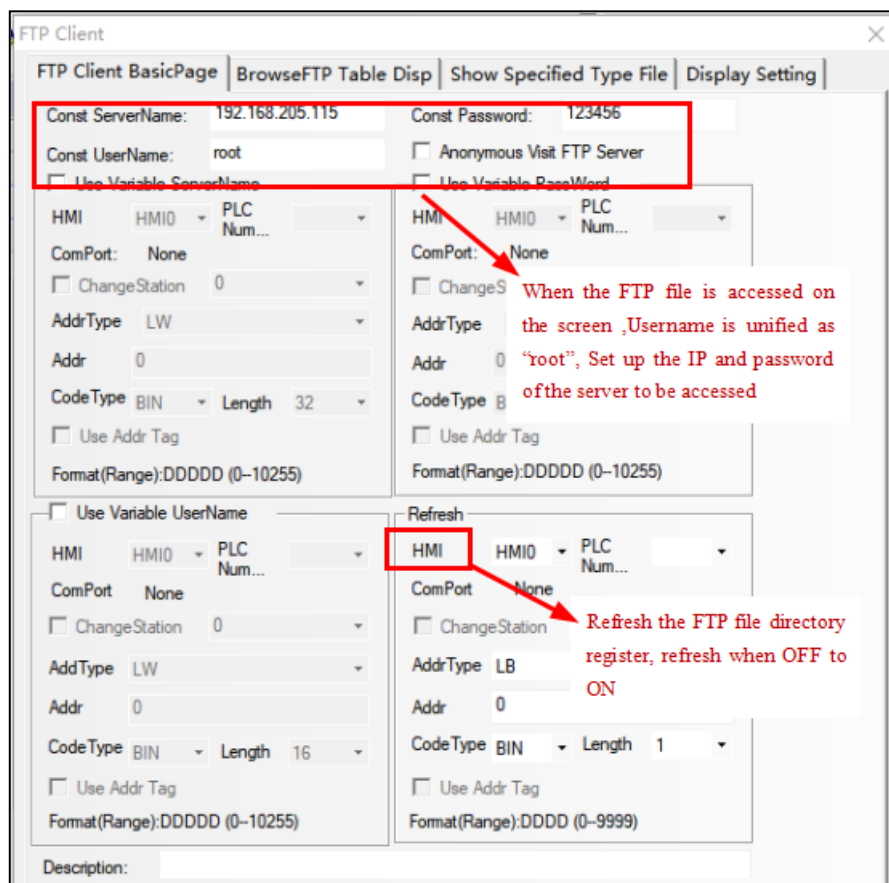 FTP Client
FTP Client BasicPage BrowseFTP Table Disp Show Specified Type File Display Setting
Const ServerName: 192.168.205.115 Const Password: 123456
Const UserName: root Anonymous Visit FTP Server
Use Variable ServerName Use Variable PassWord
HMI HMI0 PLC Num... HMI HMI0 PLC Num...
ComPort: None ComPort: None
ChangeStation 0 ChangeS
AddrType LW AddrType
Addr 0 Addr 0
CodeType BIN Length 32 CodeType B
Use Addr Tag Use Addr Tag
Format(Range):DDDDD (0--10255) Format(Range):DDDDD (0--10255)
When the FTP file is accessed on
the screen ,Username is unified as
“root”, Set up the IP and password
of the server to be accessed
Use Variable UserName Refresh
HMI HMI0 PLC Num... HMI HMI0 PLC Num...
ComPort None ComPort None
ChangeStation 0 ChangeStation
AddType LW AddrType LB
Addr 0 Addr 0
CodeType BIN Length 16 CodeType BIN Length 1
Use Addr Tag Use Addr Tag
Format(Range):DDDDD (0--10255) Format(Range):DDDD (0--9999)
Refresh the FTP file directory
register, refresh when OFF to
ON
Description: